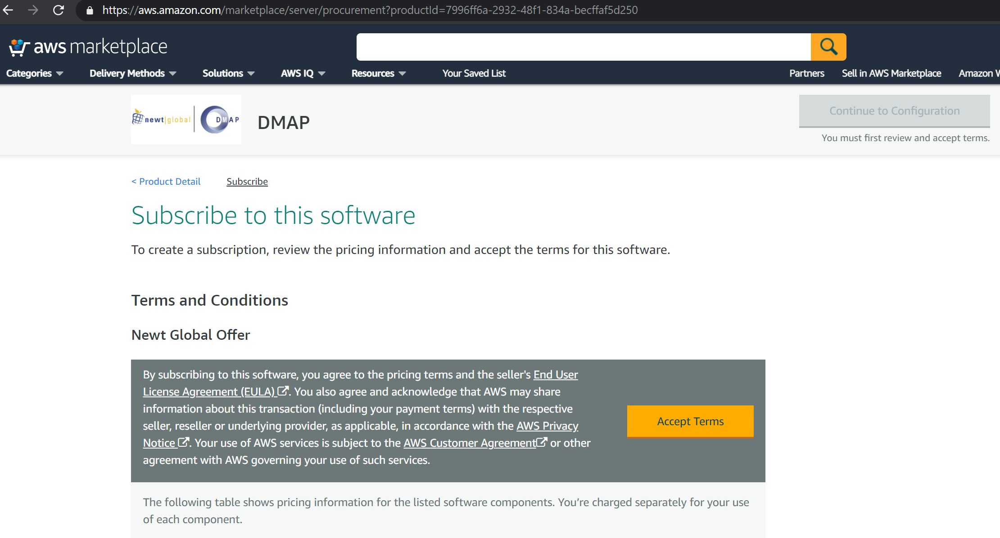 https://aws.amazon.com/marketplace/server/procurement?productId=7996ff6a-2932-48f1-834a-becffaf5d250
aws marketplace
Categories Delivery Methods Solutions AWS IQ Resources Your Saved List Partners Sell in AWS Marketplace Amazon W
newt|global DMAP
DMAP
Continue to Configuration
You must first review and accept terms.
< Product Detail Subscribe
Subscribe to this software
To create a subscription, review the pricing information and accept the terms for this software.
Terms and Conditions
Newt Global Offer
By subscribing to this software, you agree to the pricing terms and the seller's End User
License Agreement (EULA) . You also agree and acknowledge that AWS may share
information about this transaction (including your payment terms) with the respective
seller, reseller or underlying provider, as applicable, in accordance with the AWS Privacy
Notice . Your use of AWS services is subject to the AWS Customer Agreement or other
agreement with AWS governing your use of such services.
Accept Terms
The following table shows pricing information for the listed software components. You’re charged separately for your use
of each component.